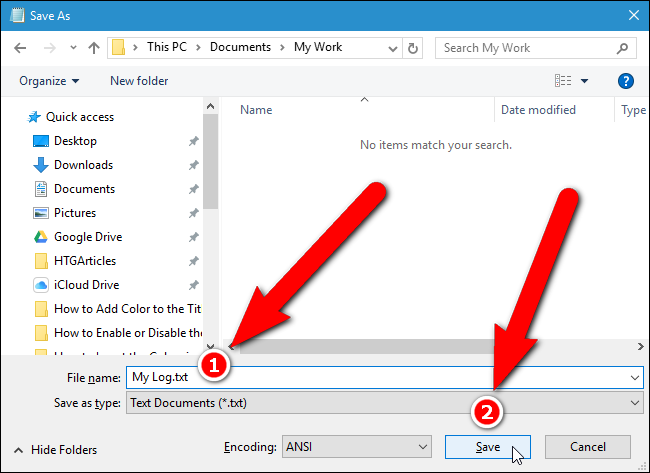 Save As
This PC > Documents > My Work
Search My Work
Organize
New folder
?
Quick access
Desktop
Downloads
Documents
Pictures
Google Drive
HTGArticles
iCloud Drive
How to Add Color to the Tit
How to Enable or Disable the
Name
Date modified
Type
No items match your search.
1
File name: My Log.txt
Save as type: Text Documents (*.txt)
2
Hide Folders
Encoding: ANSI
Save
Cancel